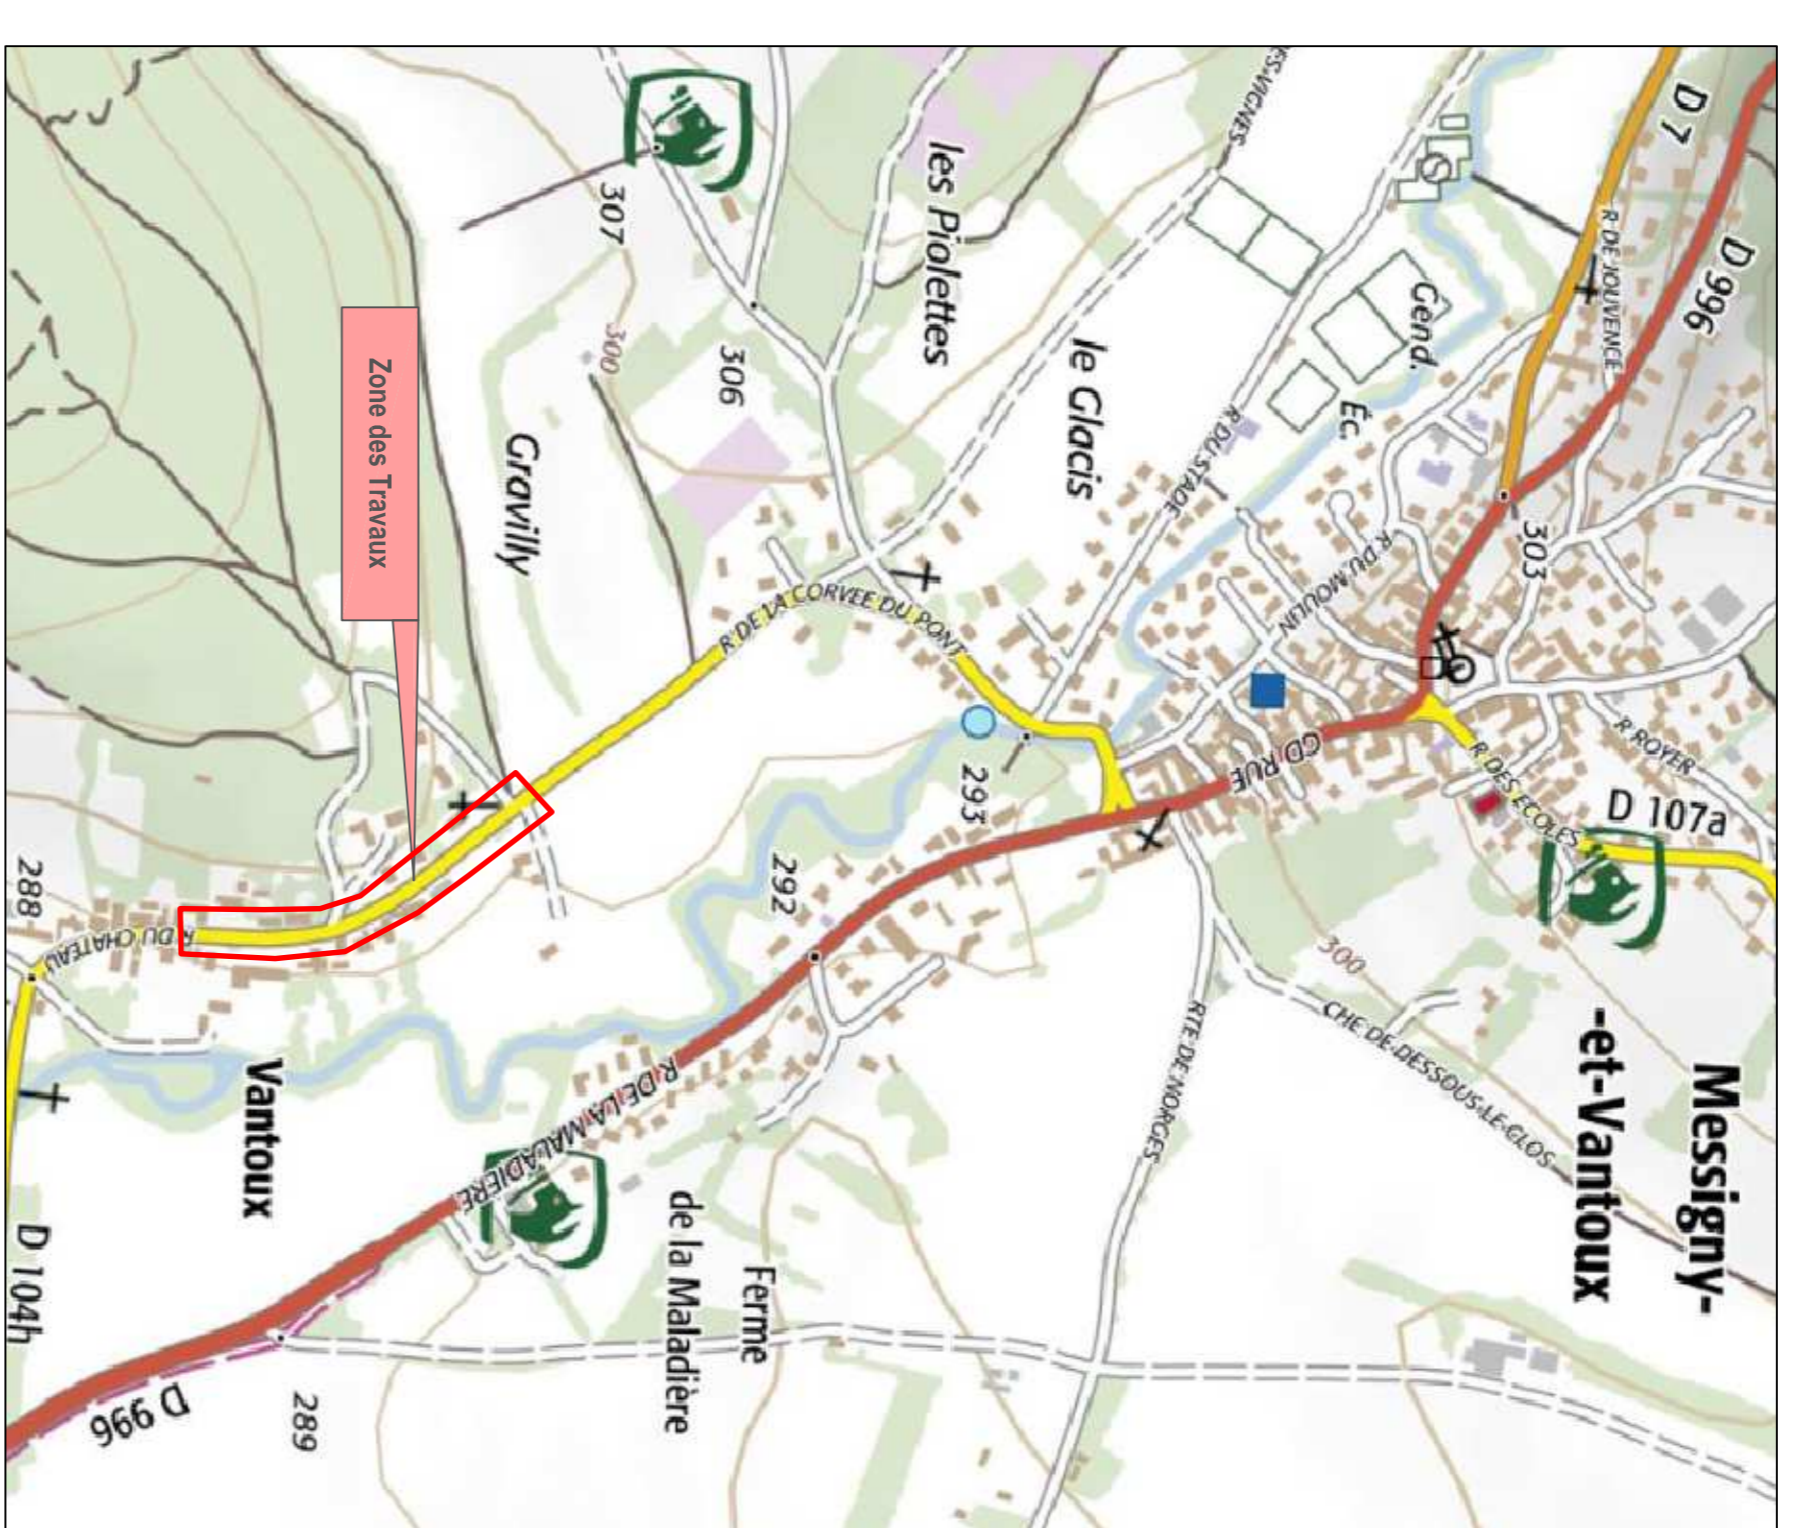 Messigny-
-et-Vantoux
D 7
D 996
R DE JOUVENCE
303
R ROYER
D 107a
R DES ECOLES
300
CHE DE DESSOUS LE CLOS
Gend.
Éc.
R DU MOULIN
GD RUE
RTE DE NORGES
R DU STADE
ES VIGNES
le Glacis
les Piolettes
293
292
R DE LA CORVEE DU PONT
306
307
300
Gravilly
Zone des Travaux
Ferme
de la Maladière
R DE LA MALADIERE
Vantoux
R DU CHATEAU
288
289
D 996
D 104h